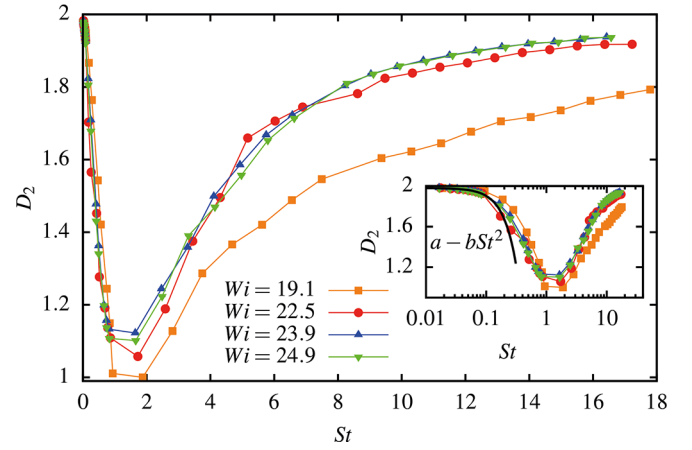 2
1.8
1.6
1.4
1.2
1
D₂
0 2 4 6 8 10 12 14 16 18
St
Wi = 19.1
Wi = 22.5
Wi = 23.9
Wi = 24.9
2
1.6
1.2
D₂
a − bSt²
0.01 0.1 1 10
St